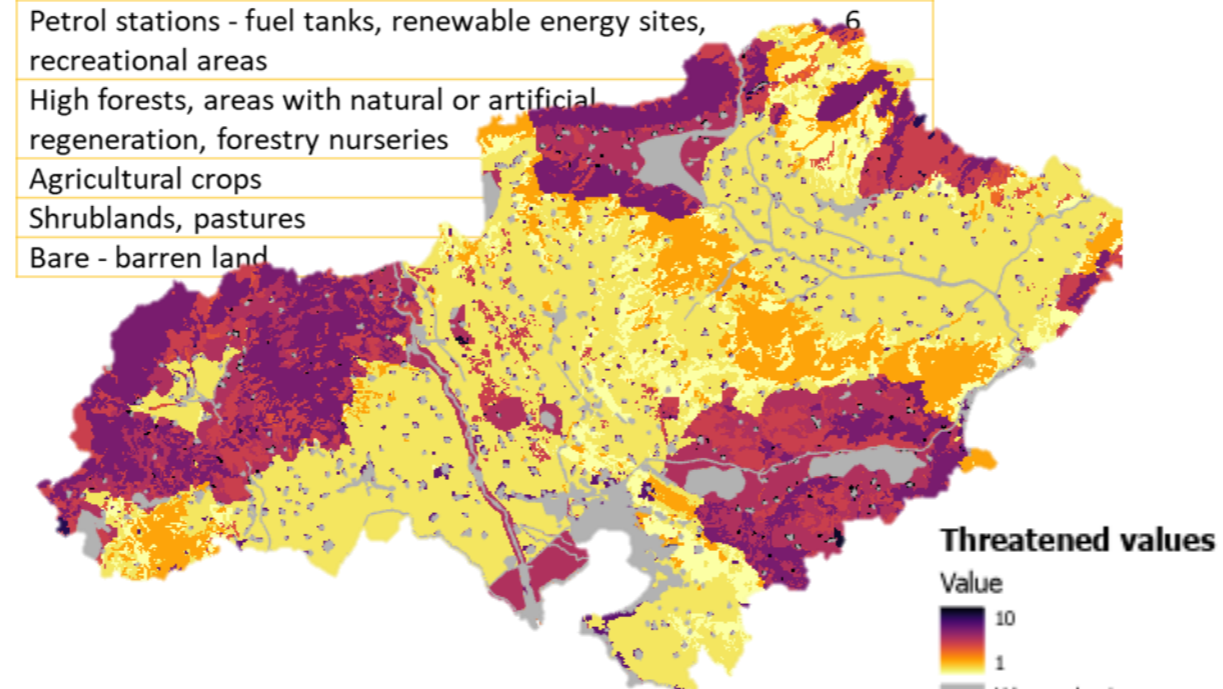 Petrol stations - fuel tanks, renewable energy sites, 6
recreational areas
High forests, areas with natural or artificial
regeneration, forestry nurseries
Agricultural crops
Shrublands, pastures
Bare - barren land
Threatened values
Value
10
1